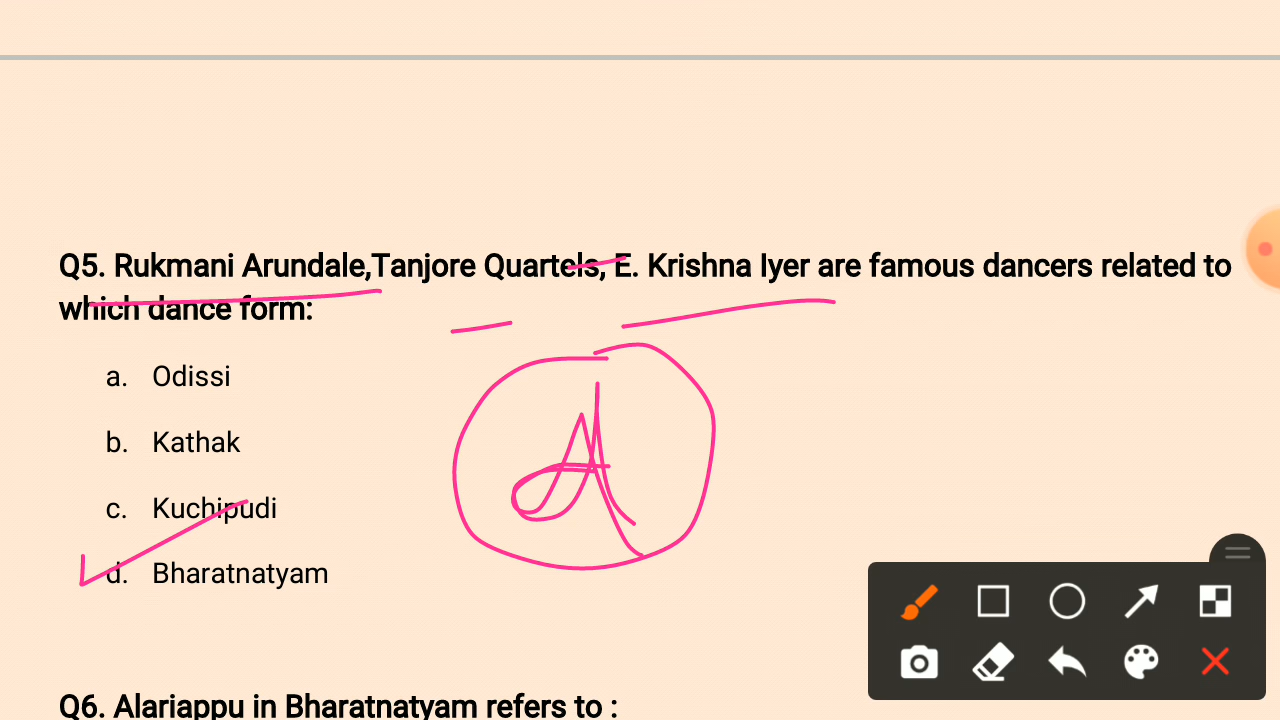 Q5. Rukmani Arundale,Tanjore Quartels, E. Krishna Iyer are famous dancers related to
which dance form:
a. Odissi
b. Kathak
A
c. Kuchipudi
d. Bharatnatyam
Q6. Alariappu in Bharatnatyam refers to :